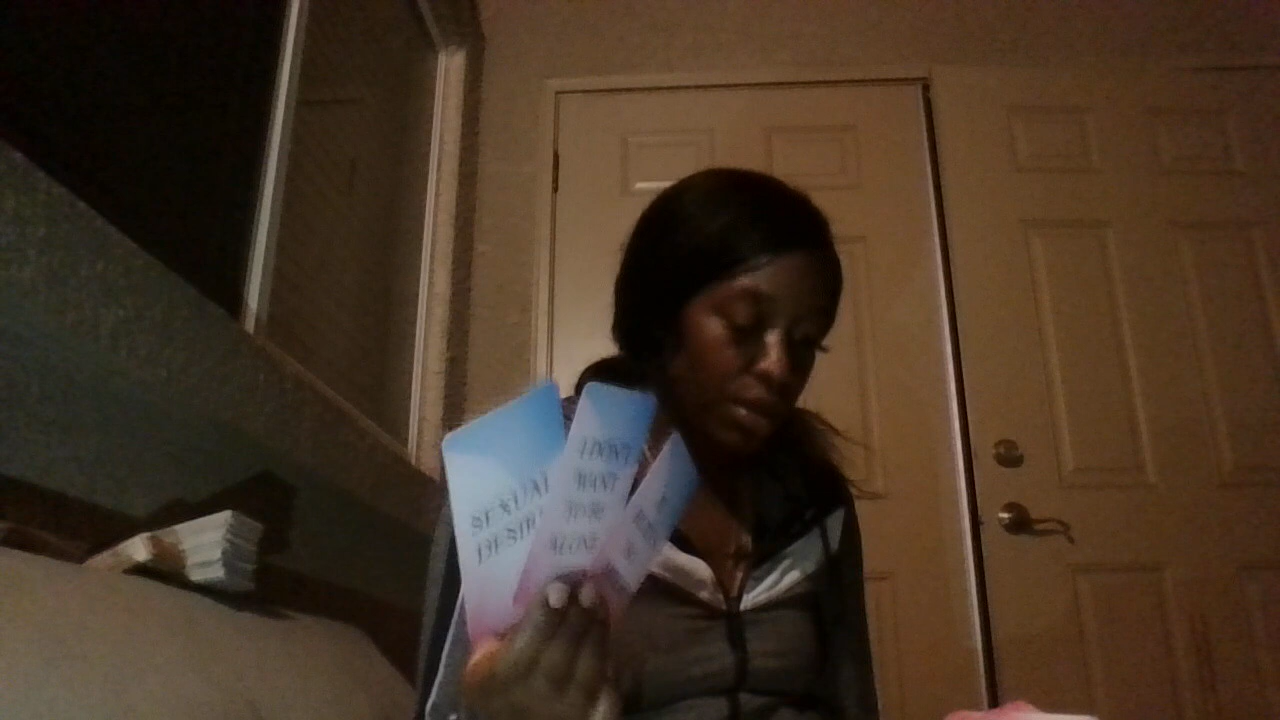 SEXUAL
DESIRE
I DON'T
WANT
TO BE
ALONE